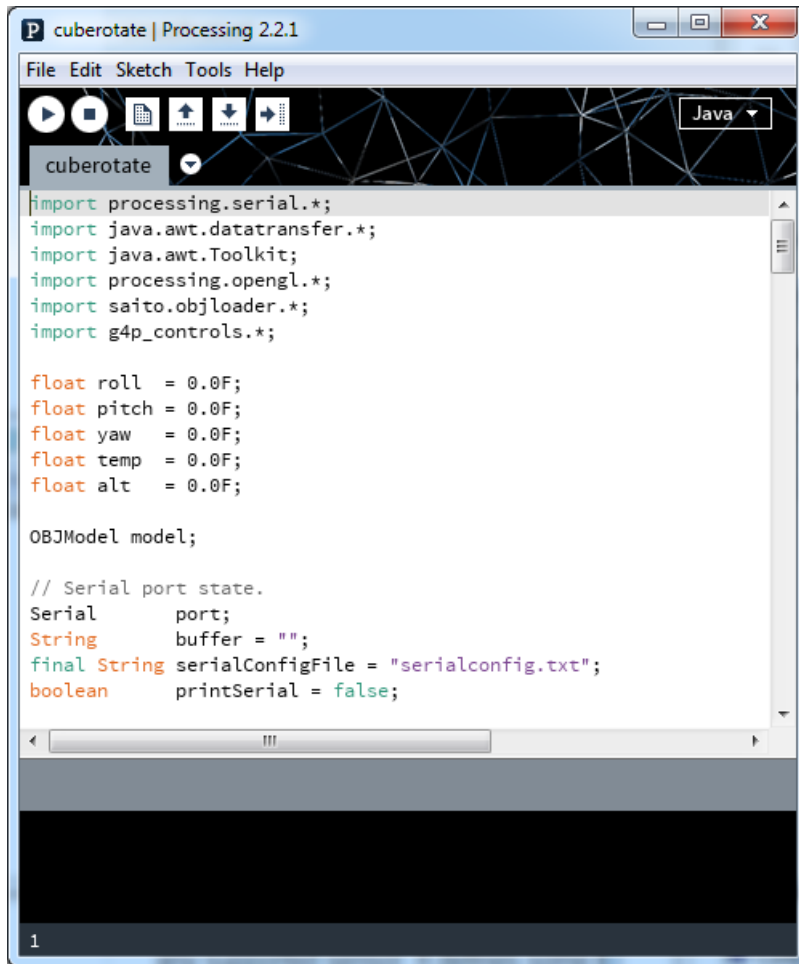 cuberotate | Processing 2.2.1
File Edit Sketch Tools Help
Java
cuberotate
import processing.serial.*;
import java.awt.datatransfer.*;
import java.awt.Toolkit;
import processing.opengl.*;
import saito.objloader.*;
import g4p_controls.*;
float roll  = 0.0F;
float pitch = 0.0F;
float yaw   = 0.0F;
float temp  = 0.0F;
float alt   = 0.0F;
OBJModel model;
// Serial port state.
Serial       port;
String       buffer = "";
final String serialConfigFile = "serialconfig.txt";
boolean      printSerial = false;
1